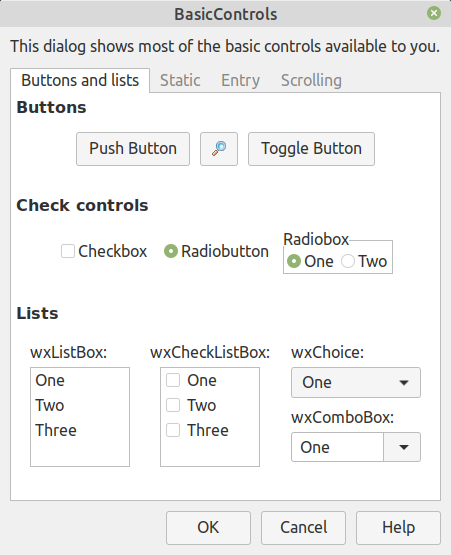 BasicControls
This dialog shows most of the basic controls available to you.
Buttons and lists Static Entry Scrolling
Buttons
Push Button Toggle Button
Check controls
Checkbox Radiobutton
Radiobox
One Two
Lists
wxListBox:
One
Two
Three
wxCheckListBox:
One
Two
Three
wxChoice:
One
wxComboBox:
One
OK Cancel Help